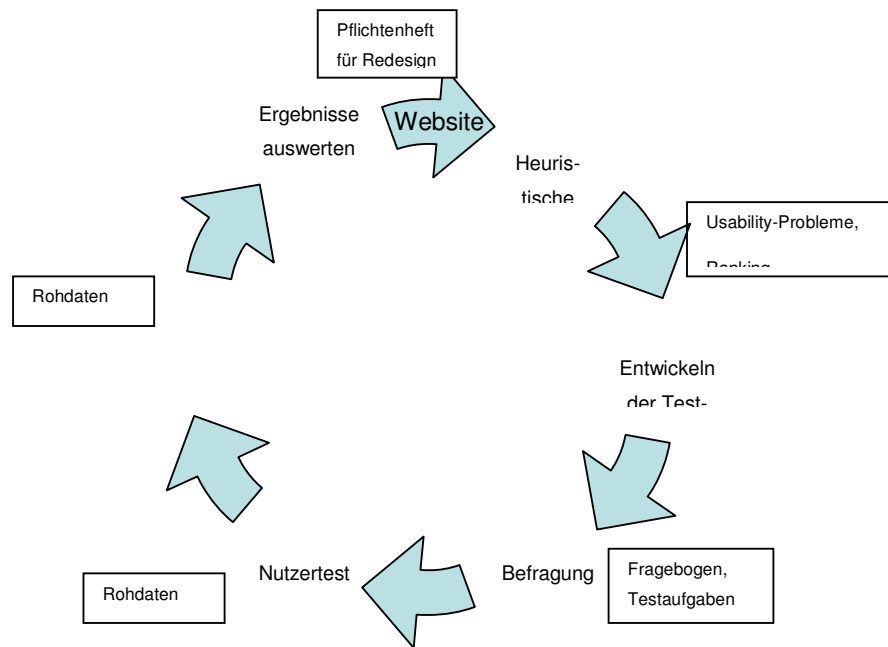 Pflichtenheft
für Redesign
Ergebnisse
auswerten
Website
Heuris-
tische
Usability-Probleme,
Ranking
Rohdaten
Entwickeln
der Test-
Nutzertest
Befragung
Fragebogen,
Testaufgaben
Rohdaten